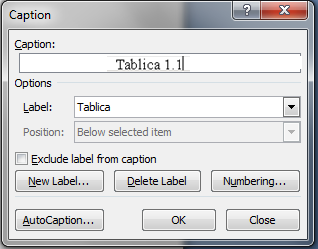 Caption
Caption:
Tablica 1.1
Options
Label: Tablica
Position: Below selected item
Exclude label from caption
New Label... Delete Label Numbering...
AutoCaption... OK Close